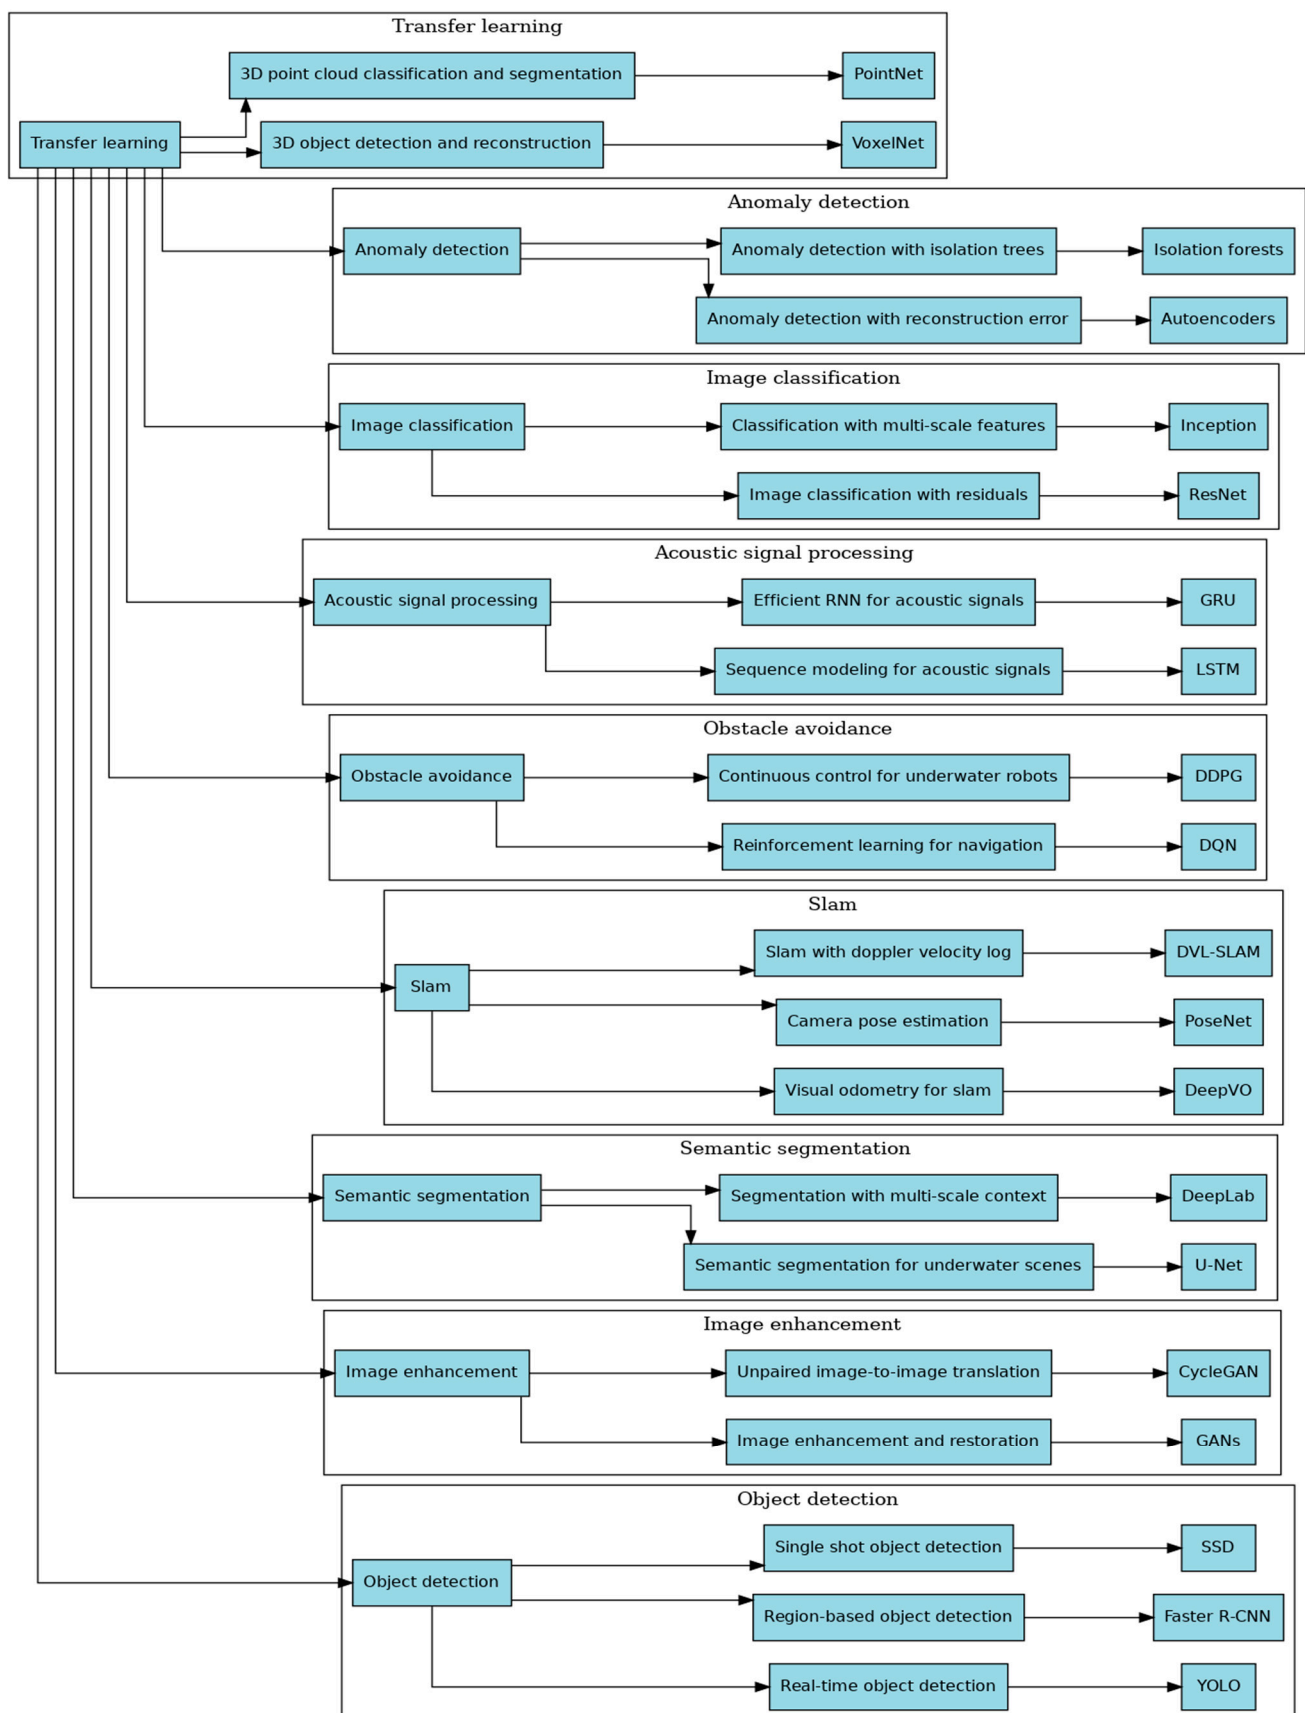 Transfer learning
3D point cloud classification and segmentation
PointNet
Transfer learning
3D object detection and reconstruction
VoxelNet
Anomaly detection
Anomaly detection
Anomaly detection with isolation trees
Isolation forests
Anomaly detection with reconstruction error
Autoencoders
Image classification
Image classification
Classification with multi-scale features
Inception
Image classification with residuals
ResNet
Acoustic signal processing
Acoustic signal processing
Efficient RNN for acoustic signals
GRU
Sequence modeling for acoustic signals
LSTM
Obstacle avoidance
Obstacle avoidance
Continuous control for underwater robots
DDPG
Reinforcement learning for navigation
DQN
Slam
Slam with doppler velocity log
DVL-SLAM
Slam
Camera pose estimation
PoseNet
Visual odometry for slam
DeepVO
Semantic segmentation
Semantic segmentation
Segmentation with multi-scale context
DeepLab
Semantic segmentation for underwater scenes
U-Net
Image enhancement
Image enhancement
Unpaired image-to-image translation
CycleGAN
Image enhancement and restoration
GANs
Object detection
Single shot object detection
SSD
Object detection
Region-based object detection
Faster R-CNN
Real-time object detection
YOLO